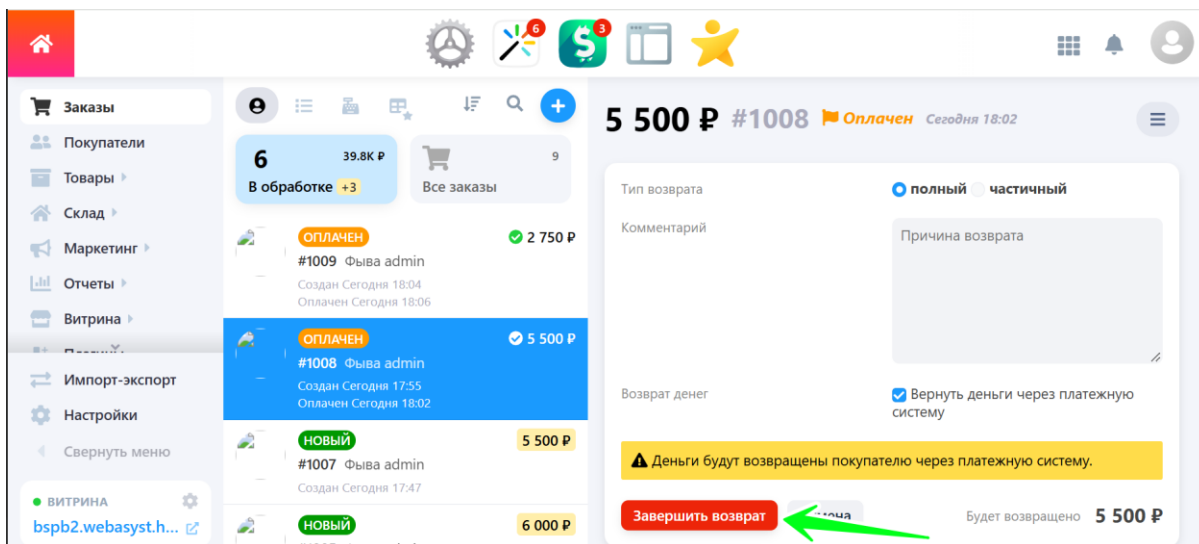 6
3
Заказы
Покупатели
Товары
Склад
Маркетинг
Отчеты
Витрина
Импорт-экспорт
Настройки
Свернуть меню
ВИТРИНА
bspb2.webasyst.h...
6 39.8K ₽
В обработке +3
9
Все заказы
ОПЛАЧЕН 2 750 ₽
#1009 Фыва admin
Создан Сегодня 18:04
Оплачен Сегодня 18:06
ОПЛАЧЕН 5 500 ₽
#1008 Фыва admin
Создан Сегодня 17:55
Оплачен Сегодня 18:02
НОВЫЙ 5 500 ₽
#1007 Фыва admin
Создан Сегодня 17:47
НОВЫЙ 6 000 ₽
5 500 ₽ #1008 Оплачен Сегодня 18:02
Тип возврата полный частичный
Комментарий Причина возврата
Возврат денег Вернуть деньги через платежную
систему
Деньги будут возвращены покупателю через платежную систему.
Завершить возврат Будет возвращено 5 500 ₽